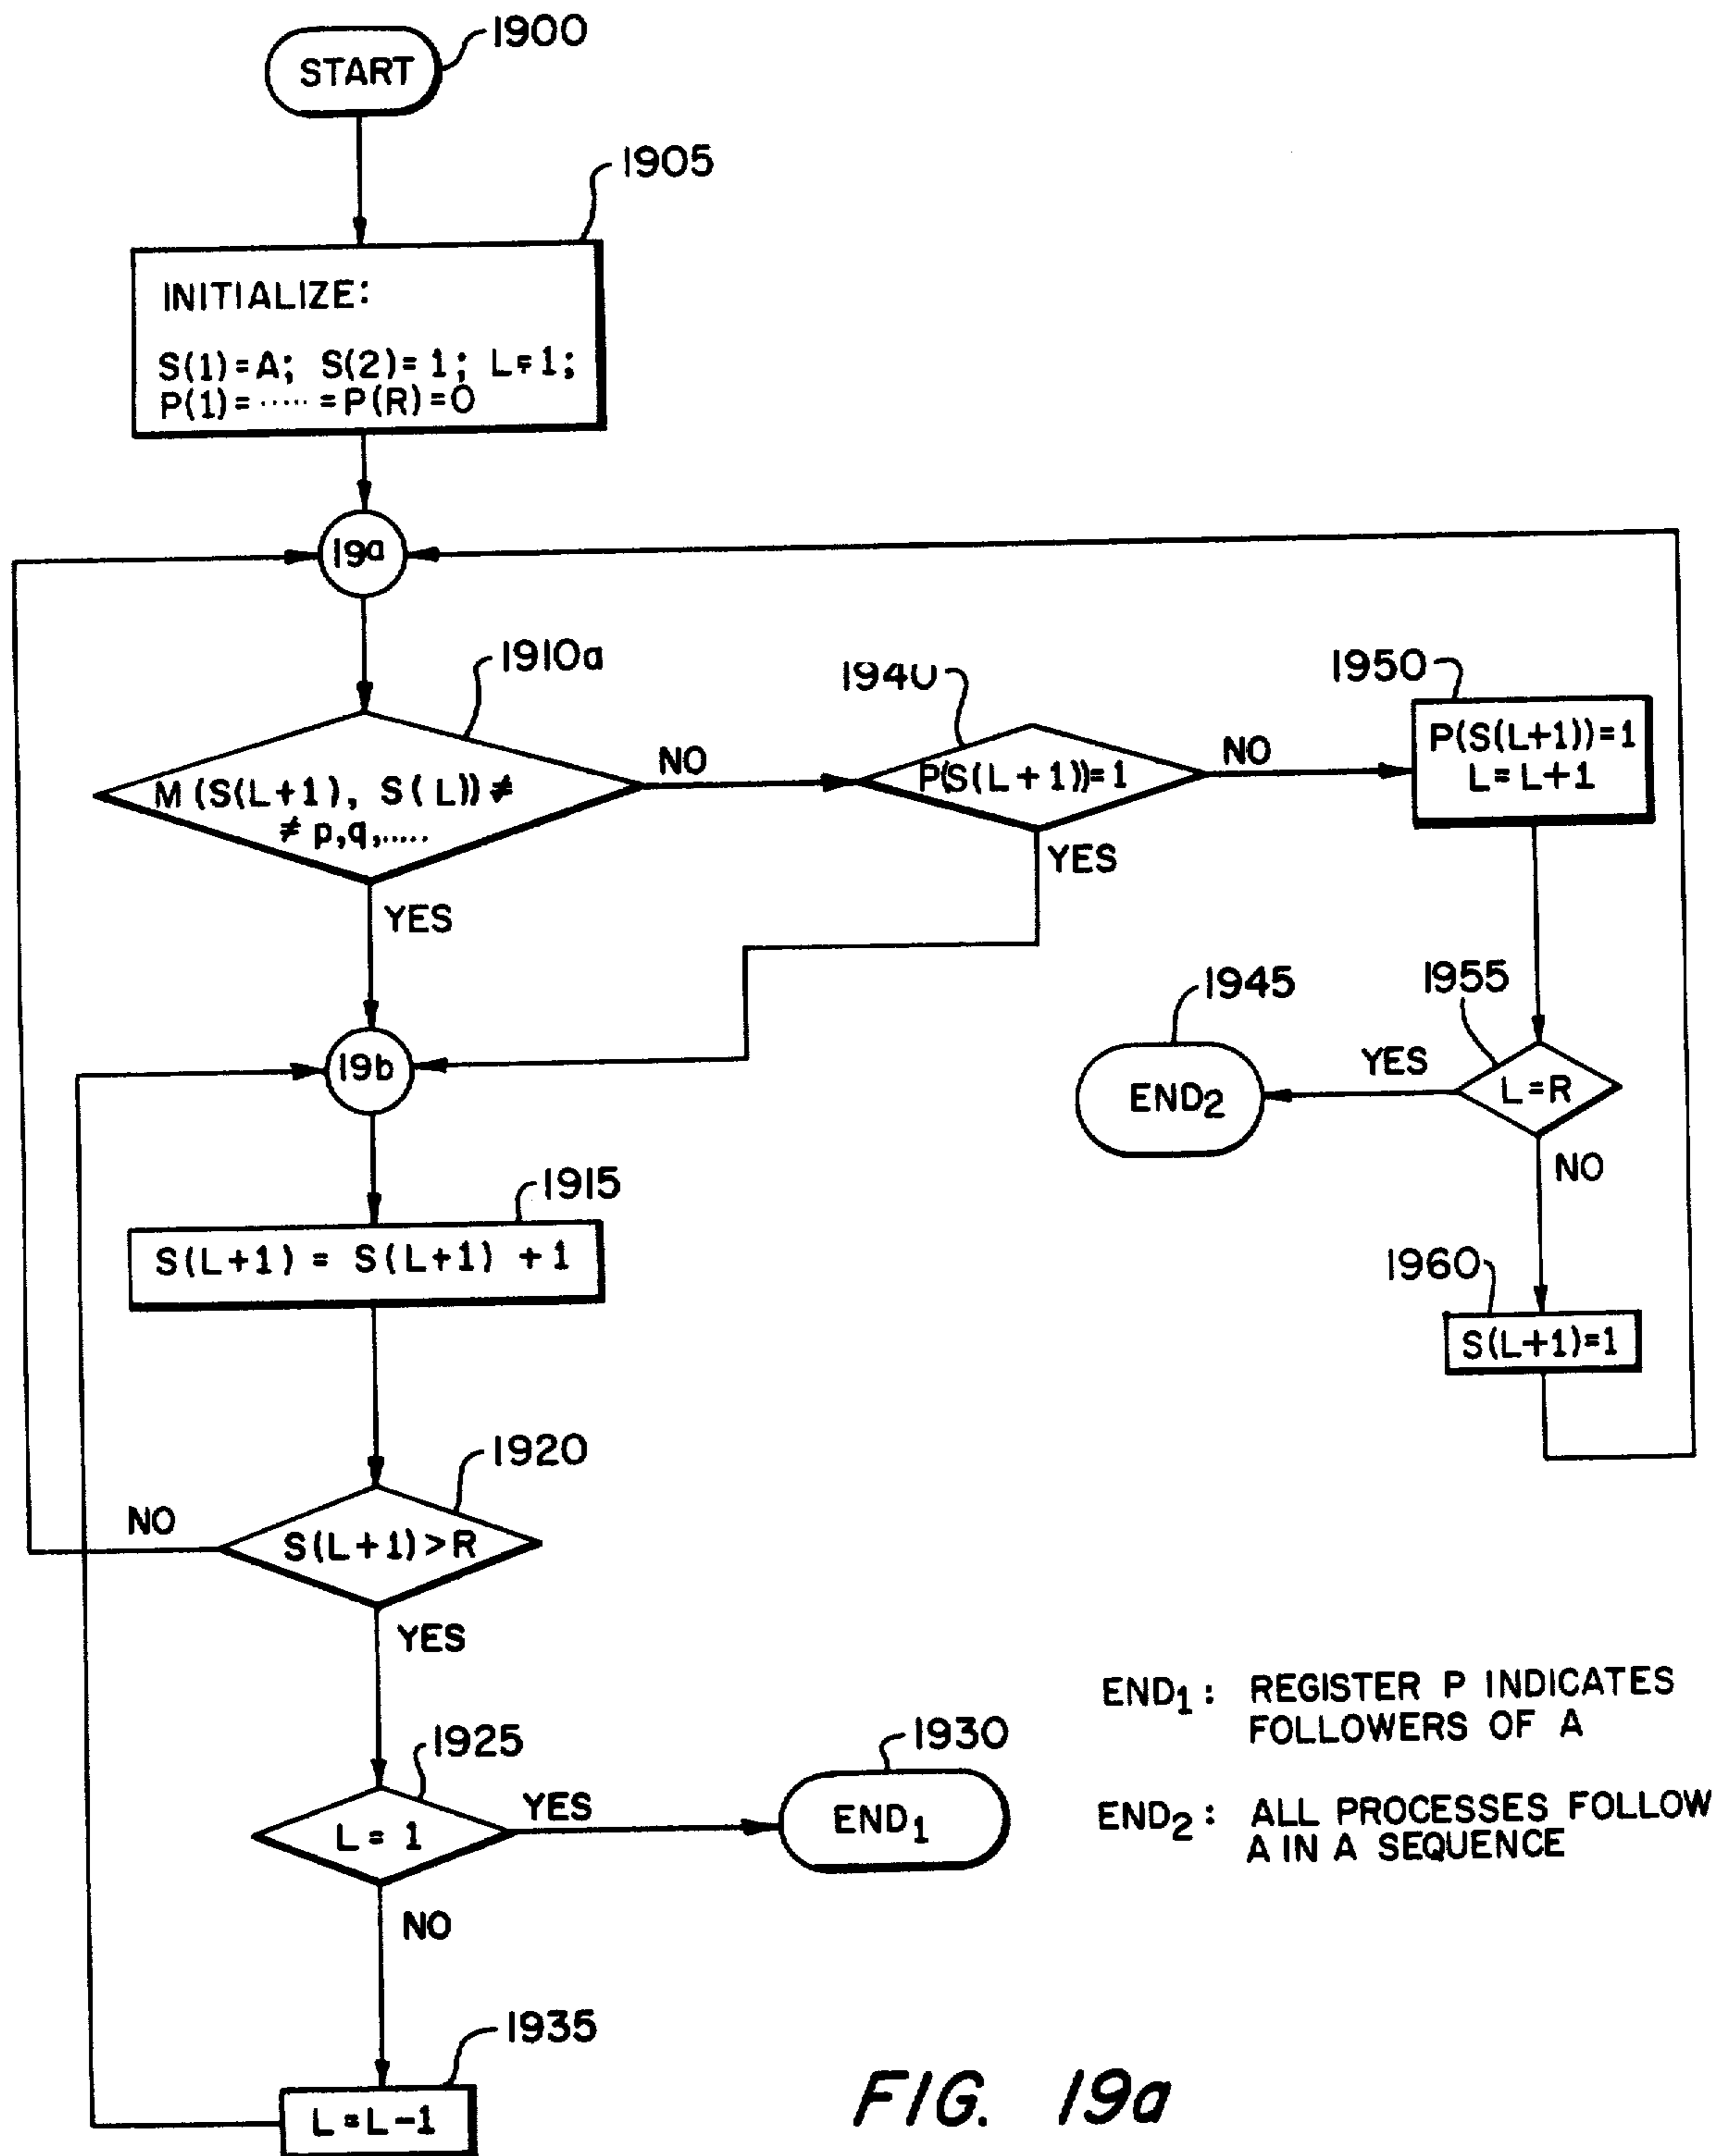 1900
START
1905
INITIALIZE:
S(1)=A; S(2)=1; L=1;
P(1)=.....=P(R)=0
19a
1910a
M(S(L+1), S(L)) ≠
≠ p,q,.....
NO
YES
1940
P(S(L+1))=1
NO
YES
1950
P(S(L+1))=1
L=L+1
19b
1945
END2
1955
YES
L=R
NO
1915
S(L+1) = S(L+1) +1
1960
S(L+1)=1
1920
NO
S(L+1)>R
YES
1925
L = 1
YES
NO
1930
END1
END1: REGISTER P INDICATES
FOLLOWERS OF A
END2: ALL PROCESSES FOLLOW
A IN A SEQUENCE
1935
L=L-1
FIG. 19a